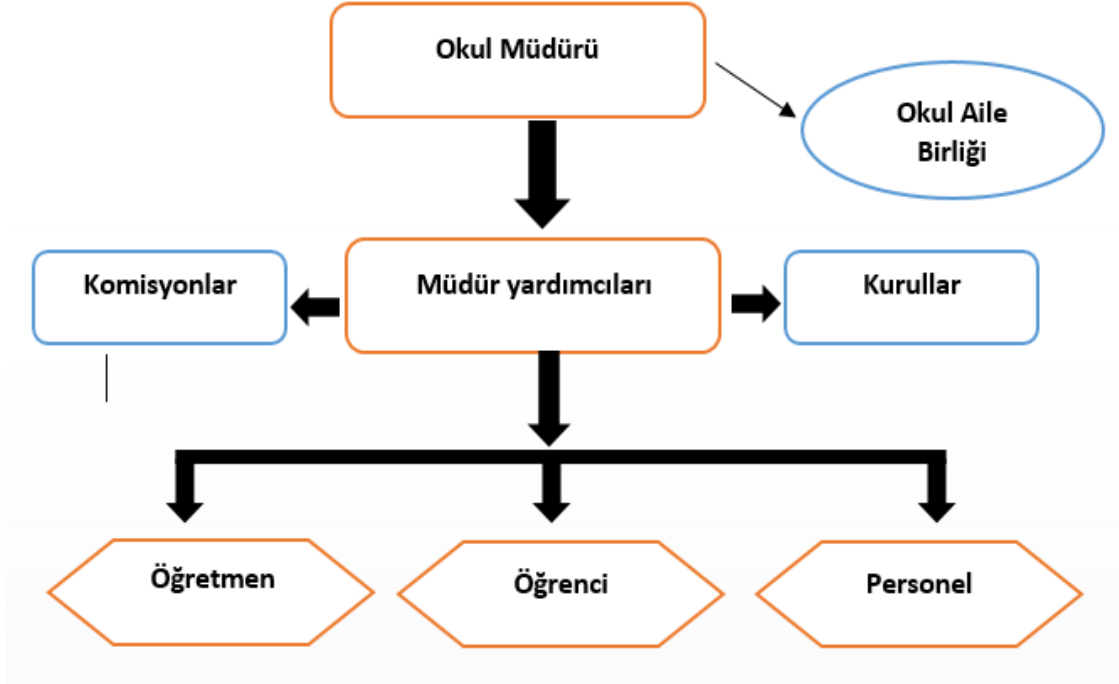 Okul Müdürü
Okul Aile
Birliği
Komisyonlar
Müdür yardımcıları
Kurullar
Öğretmen
Öğrenci
Personel